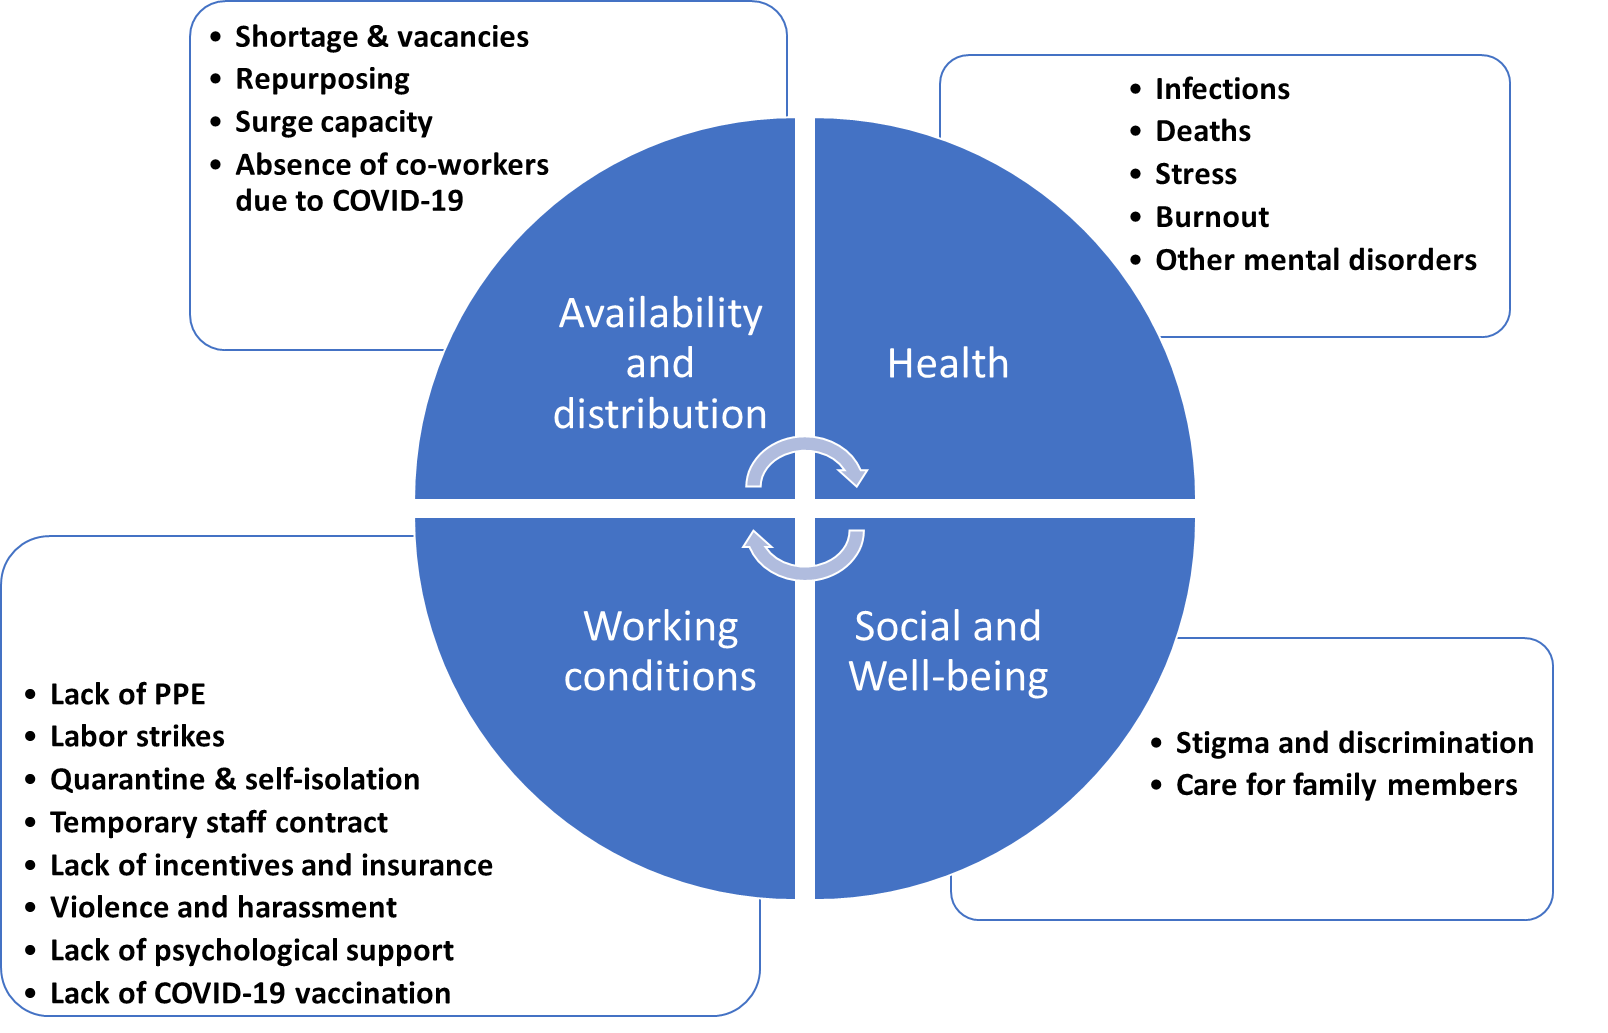 • Shortage & vacancies
• Repurposing
• Surge capacity
• Absence of co-workers
due to COVID-19
• Infections
• Deaths
• Stress
• Burnout
• Other mental disorders
Availability
and
distribution
Health
Working
conditions
Social and
Well-being
• Lack of PPE
• Labor strikes
• Quarantine & self-isolation
• Temporary staff contract
• Lack of incentives and insurance
• Violence and harassment
• Lack of psychological support
• Lack of COVID-19 vaccination
• Stigma and discrimination
• Care for family members